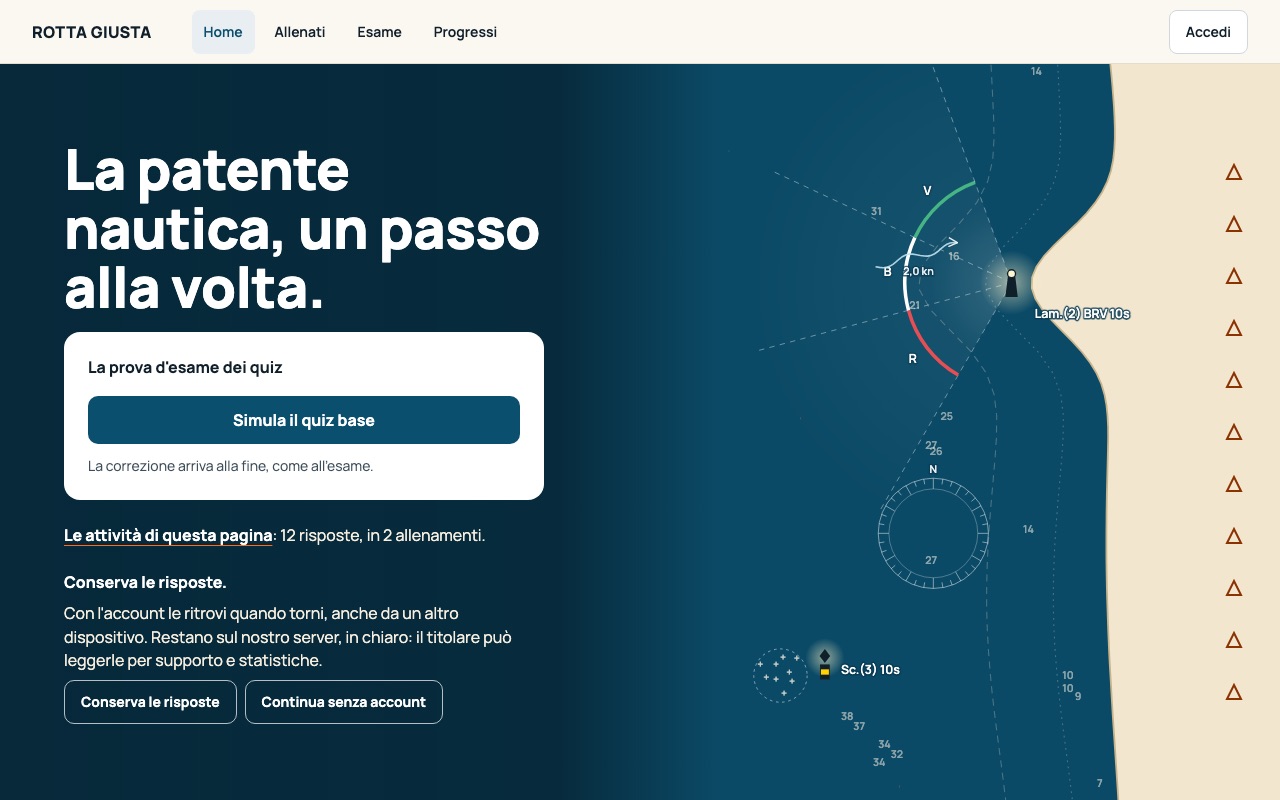 ROTTA GIUSTA
Home
Allenati
Esame
Progressi
Accedi
La patente
nautica, un passo
alla volta.
La prova d'esame dei quiz
Simula il quiz base
La correzione arriva alla fine, come all'esame.
Le attività di questa pagina: 12 risposte, in 2 allenamenti.
Conserva le risposte.
Con l'account le ritrovi quando torni, anche da un altro
dispositivo. Restano sul nostro server, in chiaro: il titolare può
leggerle per supporto e statistiche.
Conserva le risposte
Continua senza account
14
V
31
16
B
2,0 kn
21
Lam.(2) BRV 10s
R
25
27
26
N
14
27
Sc.(3) 10s
10
10
9
38
37
34
32
34
7